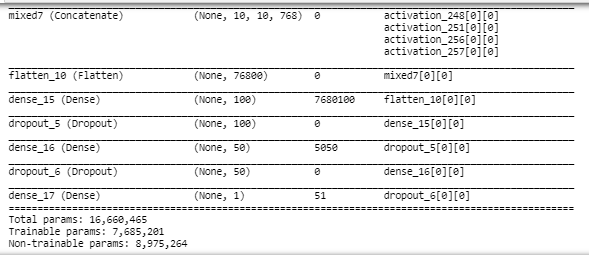 mixed7 (Concatenate) (None, 10, 10, 768) 0 activation_248[0][0]
activation_251[0][0]
activation_256[0][0]
activation_257[0][0]
flatten_10 (Flatten) (None, 76800) 0 mixed7[0][0]
dense_15 (Dense) (None, 100) 7680100 flatten_10[0][0]
dropout_5 (Dropout) (None, 100) 0 dense_15[0][0]
dense_16 (Dense) (None, 50) 5050 dropout_5[0][0]
dropout_6 (Dropout) (None, 50) 0 dense_16[0][0]
dense_17 (Dense) (None, 1) 51 dropout_6[0][0]
Total params: 16,660,465
Trainable params: 7,685,201
Non-trainable params: 8,975,264